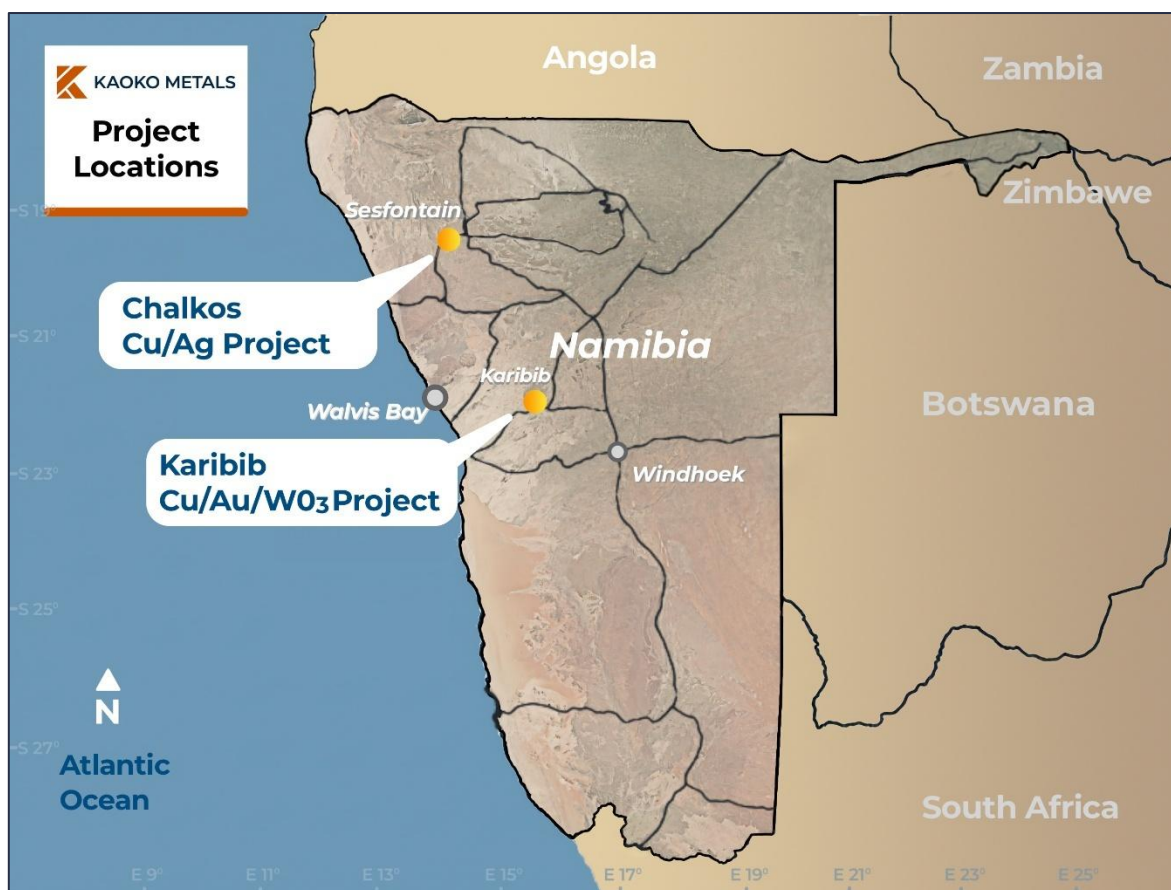 KAOKO METALS
Project
Locations
Angola
Zambia
Zimbawe
S 19°
Sesfontain
Chalkos
Cu/Ag Project
S 21°
Namibia
Karibib
Walvis Bay
Botswana
Karibib
Cu/Au/W0₃ Project
S 23°
Windhoek
S 25°
N
S 27°
Atlantic
Ocean
South Africa
E 9°
E 11°
E 13°
E 15°
E 17°
E 19°
E 21°
E 23°
E 25°